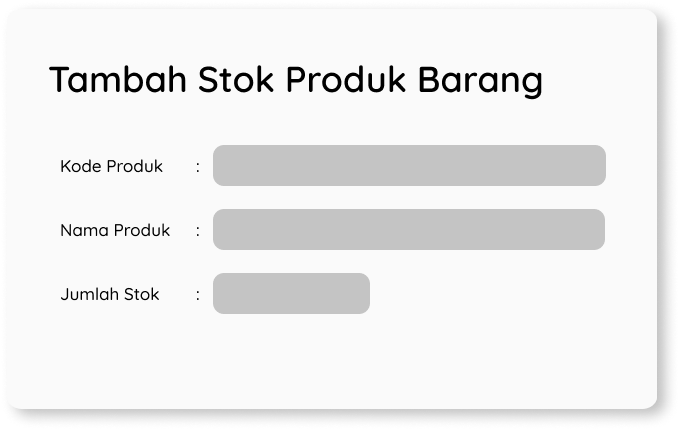 Tambah Stok Produk Barang
Kode Produk :
Nama Produk :
Jumlah Stok :